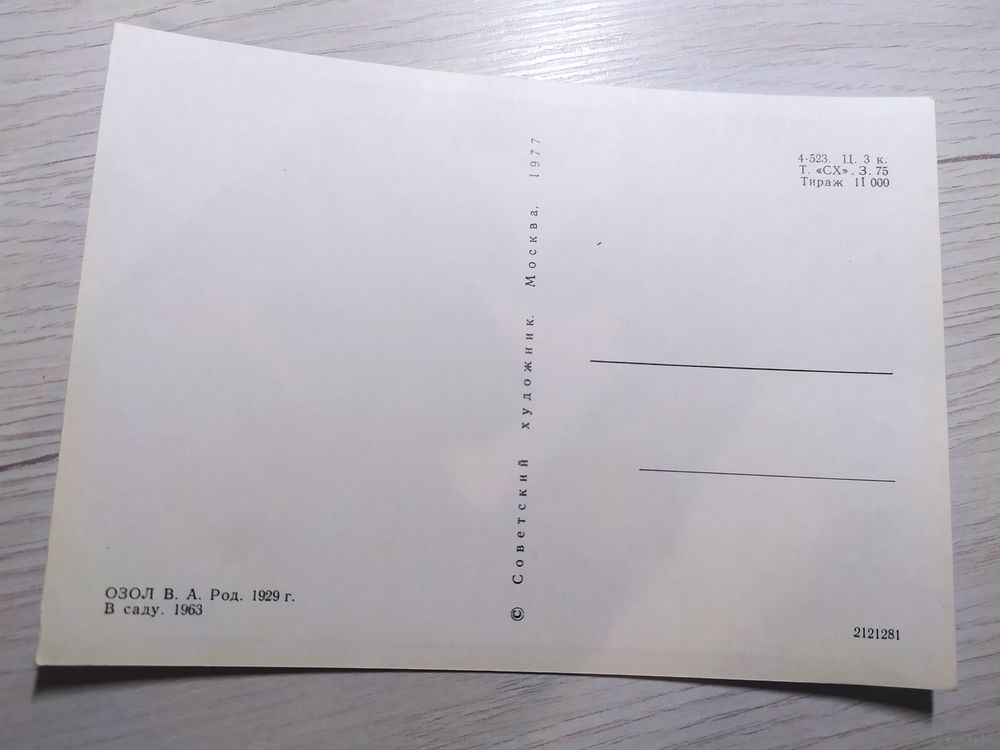 4-523. Ц. 3 к.
Т. «СХ». З. 75
Тираж 11 000
© Советский художник. Москва. 1977
ОЗОЛ В. А. Род. 1929 г.
В саду. 1963
2121281